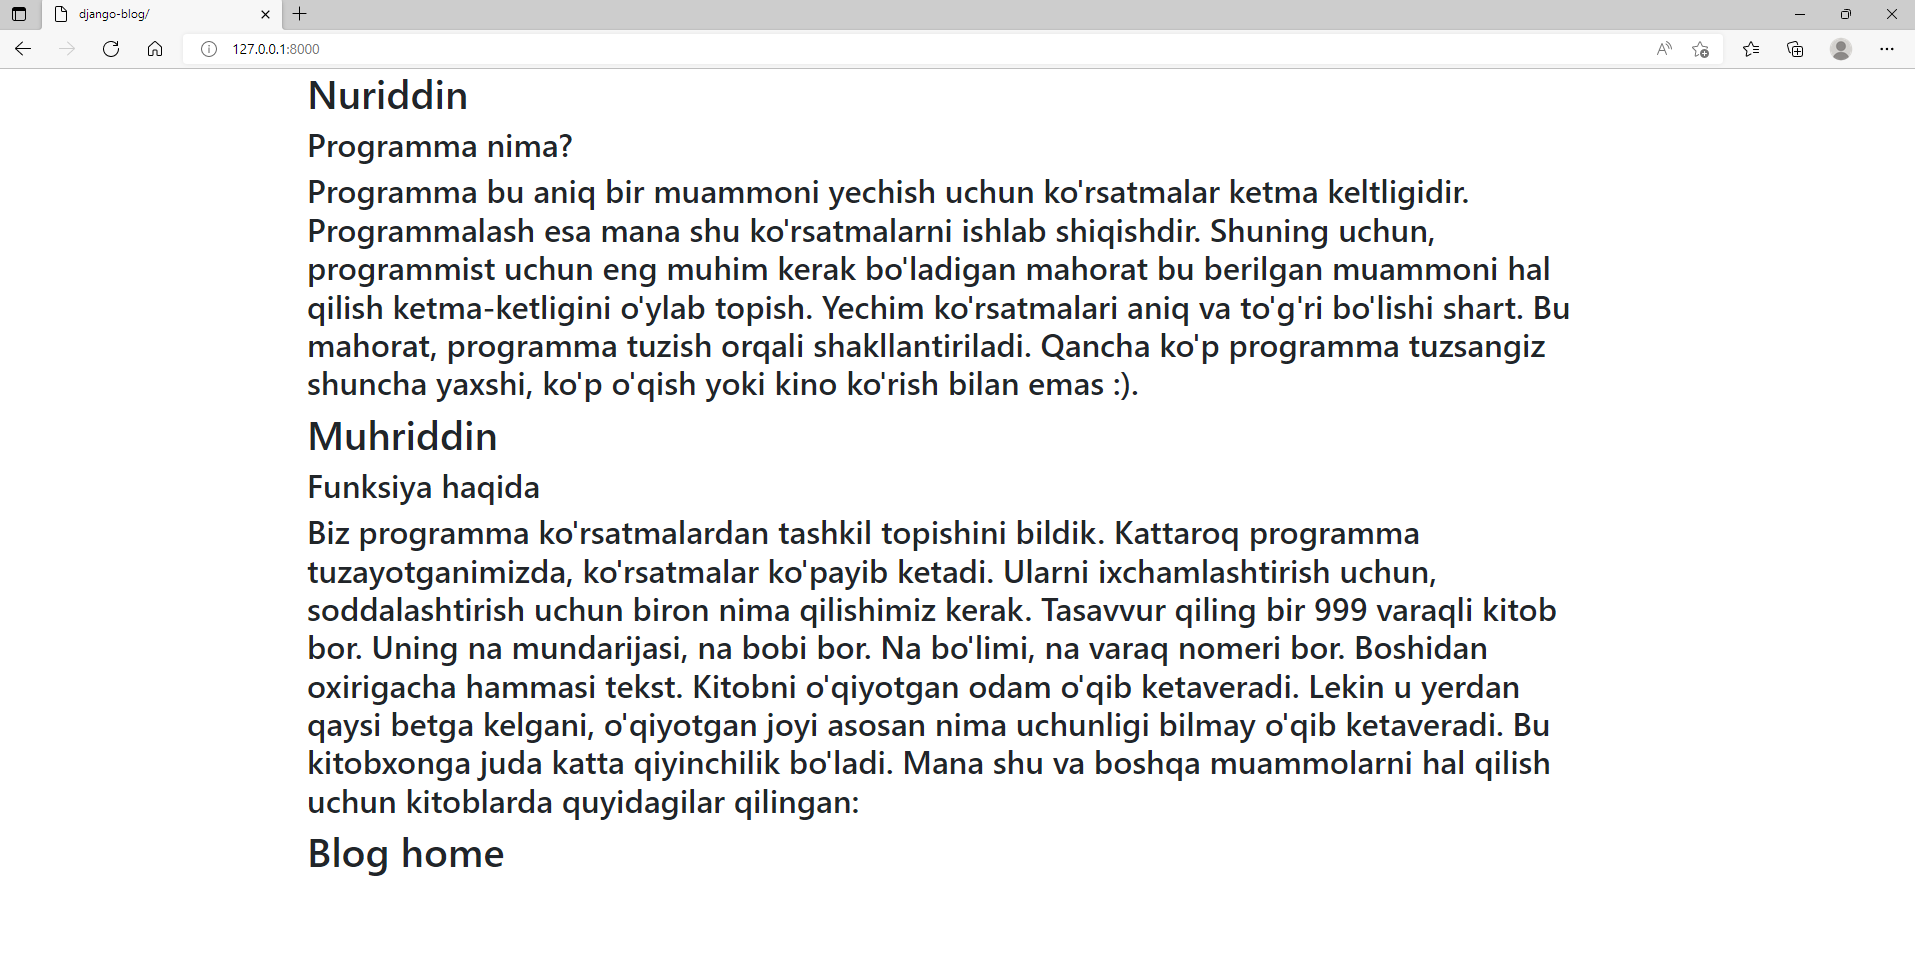 django-blog/
127.0.0.1:8000
Nuriddin
Programma nima?
Programma bu aniq bir muammoni yechish uchun ko'rsatmalar ketma keltligidir.
Programmalash esa mana shu ko'rsatmalarni ishlab shiqishdir. Shuning uchun,
programmist uchun eng muhim kerak bo'ladigan mahorat bu berilgan muammoni hal
qilish ketma-ketligini o'ylab topish. Yechim ko'rsatmalari aniq va to'g'ri bo'lishi shart. Bu
mahorat, programma tuzish orqali shakllantiriladi. Qancha ko'p programma tuzsangiz
shuncha yaxshi, ko'p o'qish yoki kino ko'rish bilan emas :).
Muhriddin
Funksiya haqida
Biz programma ko'rsatmalardan tashkil topishini bildik. Kattaroq programma
tuzayotganimizda, ko'rsatmalar ko'payib ketadi. Ularni ixchamlashtirish uchun,
soddalashtirish uchun biron nima qilishimiz kerak. Tasavvur qiling bir 999 varaqli kitob
bor. Uning na mundarijasi, na bobi bor. Na bo'limi, na varaq nomeri bor. Boshidan
oxirigacha hammasi tekst. Kitobni o'qiyotgan odam o'qib ketaveradi. Lekin u yerdan
qaysi betga kelgani, o'qiyotgan joyi asosan nima uchunligi bilmay o'qib ketaveradi. Bu
kitobxonga juda katta qiyinchilik bo'ladi. Mana shu va boshqa muammolarni hal qilish
uchun kitoblarda quyidagilar qilingan:
Blog home